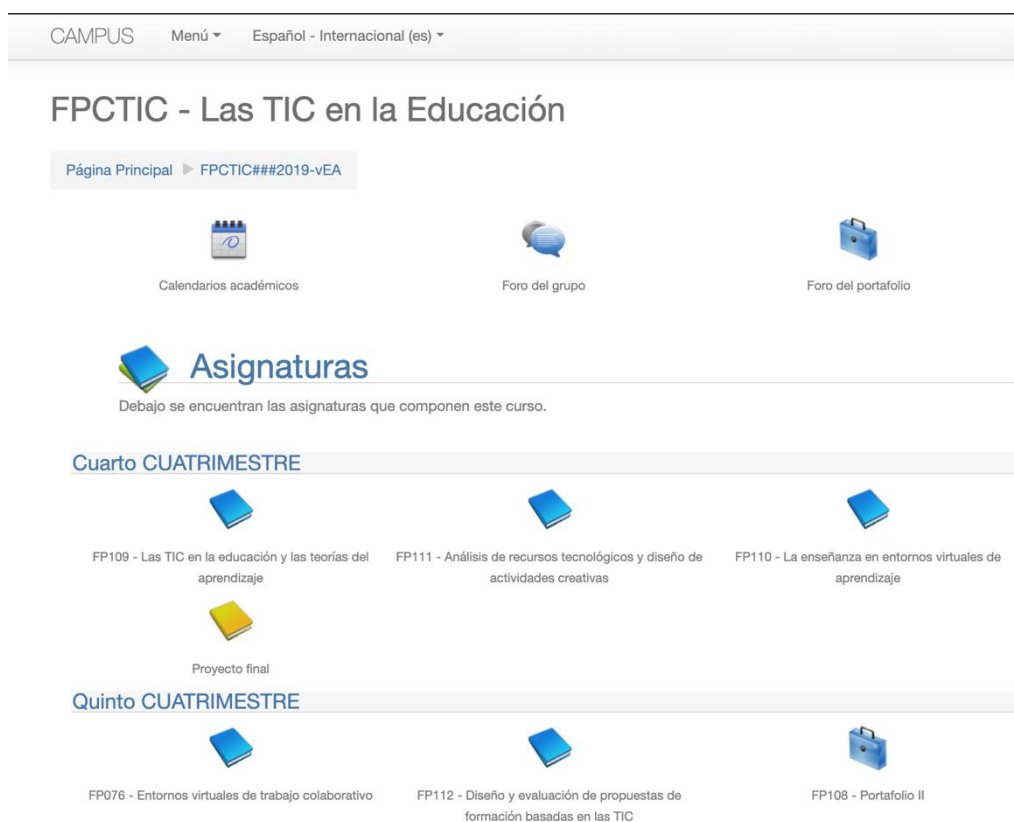 CAMPUS Menú Español - Internacional (es)
FPCTIC - Las TIC en la Educación
Página Principal FPCTIC###2019-vEA
Calendarios académicos
Foro del grupo
Foro del portafolio
Asignaturas
Debajo se encuentran las asignaturas que componen este curso.
Cuarto CUATRIMESTRE
FP109 - Las TIC en la educación y las teorías del
aprendizaje
FP111 - Análisis de recursos tecnológicos y diseño de
actividades creativas
FP110 - La enseñanza en entornos virtuales de
aprendizaje
Proyecto final
Quinto CUATRIMESTRE
FP076 - Entornos virtuales de trabajo colaborativo
FP112 - Diseño y evaluación de propuestas de
formación basadas en las TIC
FP108 - Portafolio II